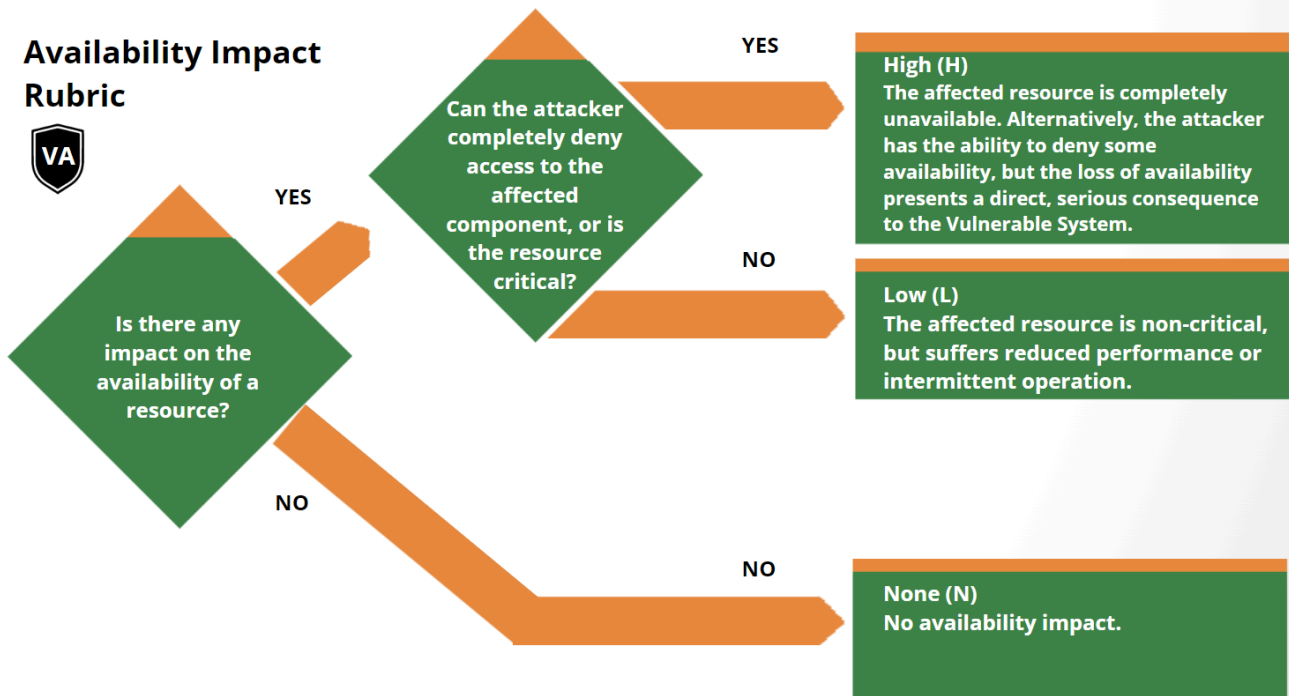 Availability Impact
Rubric
VA
Is there any
impact on the
availability of a
resource?
YES
NO
Can the attacker
completely deny
access to the
affected
component, or is
the resource
critical?
YES
High (H)
The affected resource is completely
unavailable. Alternatively, the attacker
has the ability to deny some
availability, but the loss of availability
presents a direct, serious consequence
to the Vulnerable System.
NO
Low (L)
The affected resource is non-critical,
but suffers reduced performance or
intermittent operation.
NO
None (N)
No availability impact.